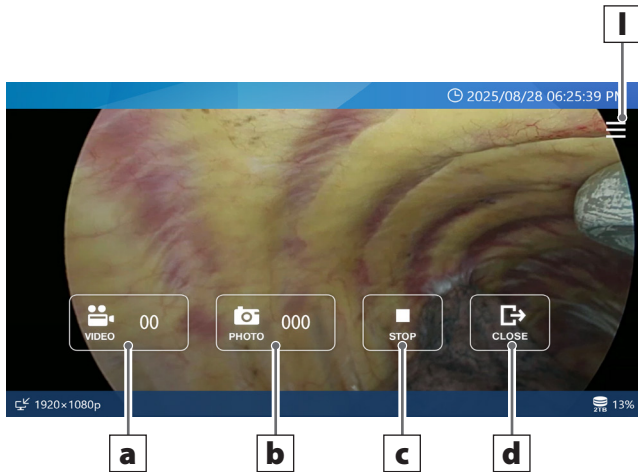 I
2025/08/28 06:25:39 PM
00
VIDEO
000
PHOTO
STOP
CLOSE
1920×1080p
2TB
13%
a
b
c
d